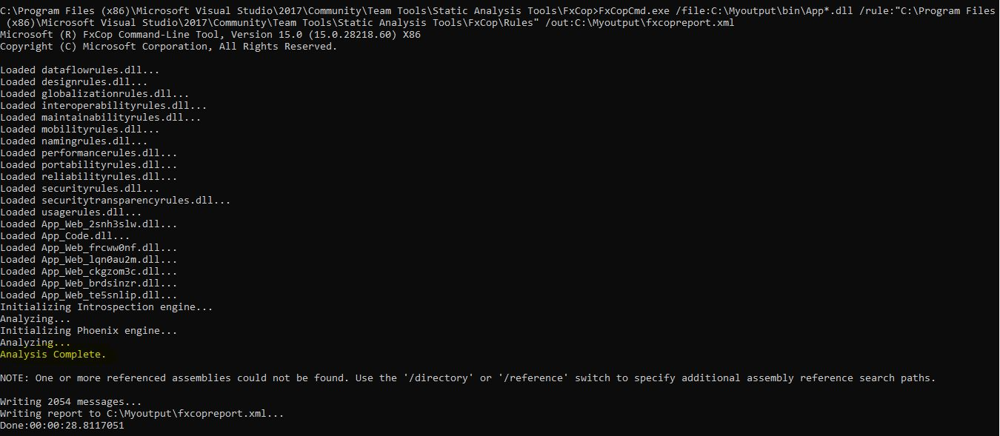 C:\Program Files (x86)\Microsoft Visual Studio\2017\Community\Team Tools\Static Analysis Tools\FxCop>FxCopCmd.exe /file:C:\Myoutput\bin\App*.dll /rule:"C:\Program Files
(x86)\Microsoft Visual Studio\2017\Community\Team Tools\Static Analysis Tools\FxCop\Rules" /out:C:\Myoutput\fxcopreport.xml
Microsoft (R) FxCop Command-Line Tool, Version 15.0 (15.0.28218.60) X86
Copyright (C) Microsoft Corporation, All Rights Reserved.

Loaded dataflowrules.dll...
Loaded designrules.dll...
Loaded globalizationrules.dll...
Loaded interoperabilityrules.dll...
Loaded maintainabilityrules.dll...
Loaded mobilityrules.dll...
Loaded namingrules.dll...
Loaded performancerules.dll...
Loaded portabilityrules.dll...
Loaded reliabilityrules.dll...
Loaded securityrules.dll...
Loaded securitytransparencyrules.dll...
Loaded usagerules.dll...
Loaded App_Web_2snh3slw.dll...
Loaded App_Code.dll...
Loaded App_Web_frcww0nf.dll...
Loaded App_Web_lqn0au2m.dll...
Loaded App_Web_ckgzom3c.dll...
Loaded App_Web_brdsinzr.dll...
Loaded App_Web_te5snlip.dll...
Initializing Introspection engine...
Analyzing...
Initializing Phoenix engine...
Analyzing...
Analysis Complete.

NOTE: One or more referenced assemblies could not be found. Use the '/directory' or '/reference' switch to specify additional assembly reference search paths.

Writing 2054 messages...
Writing report to C:\Myoutput\fxcopreport.xml...
Done:00:00:28.8117051